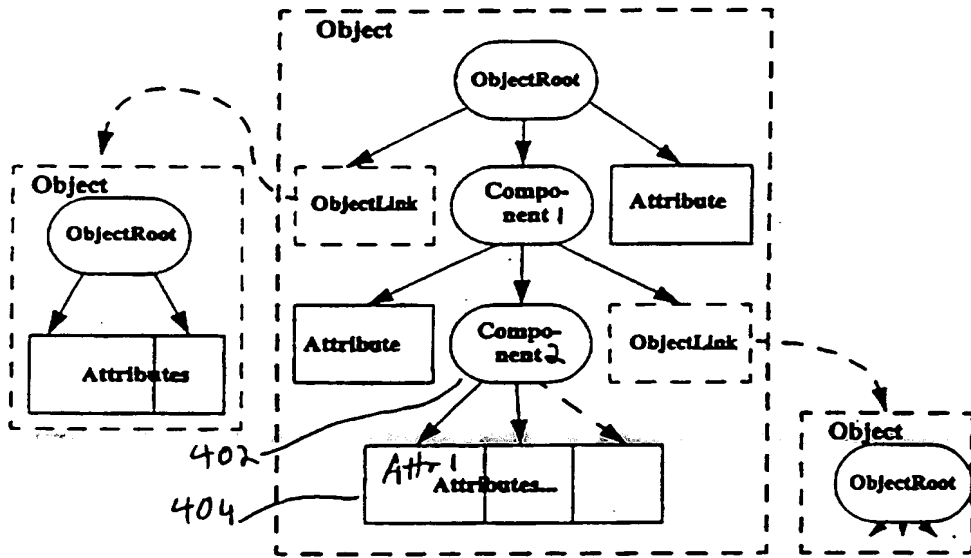 Object
ObjectRoot
Object
ObjectRoot
Attributes
ObjectLink
Compo-
nent 1
Attribute
Attribute
Compo-
nent 2
ObjectLink
402
404
Attr 1
Attributes...
Object
ObjectRoot